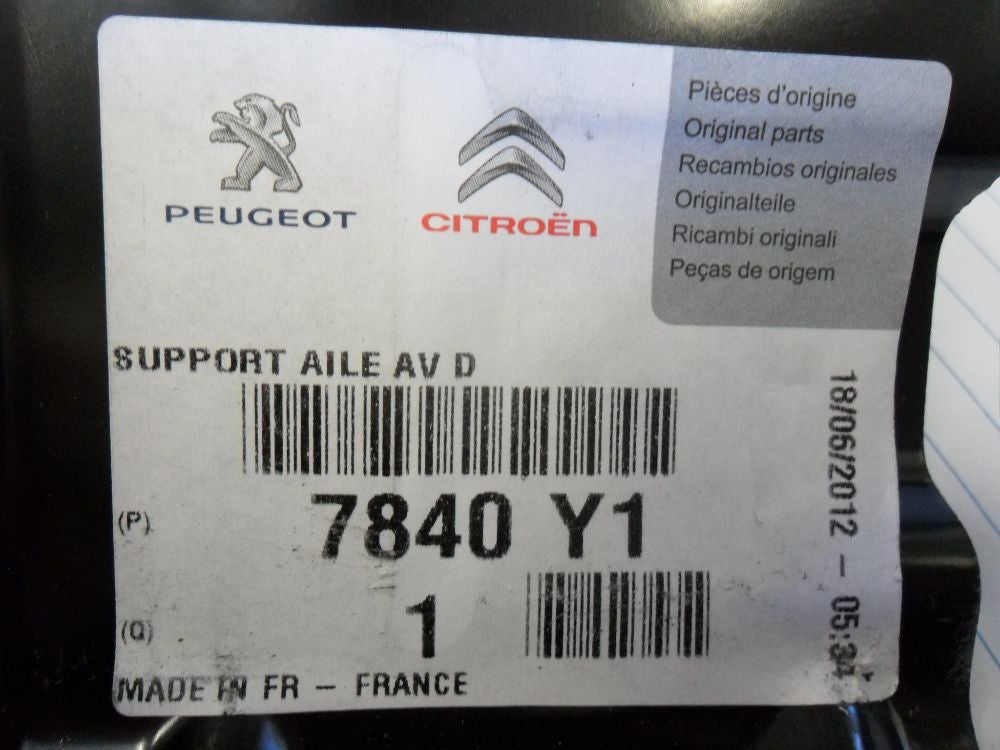 PEUGEOT
CITROËN
Pièces d'origine
Original parts
Recambios originales
Originalteile
Ricambi originali
Peças de origem
SUPPORT AILE AV D
18/06/2012 - 05:34
(P) 7840 Y1
(Q) 1
MADE IN FR - FRANCE